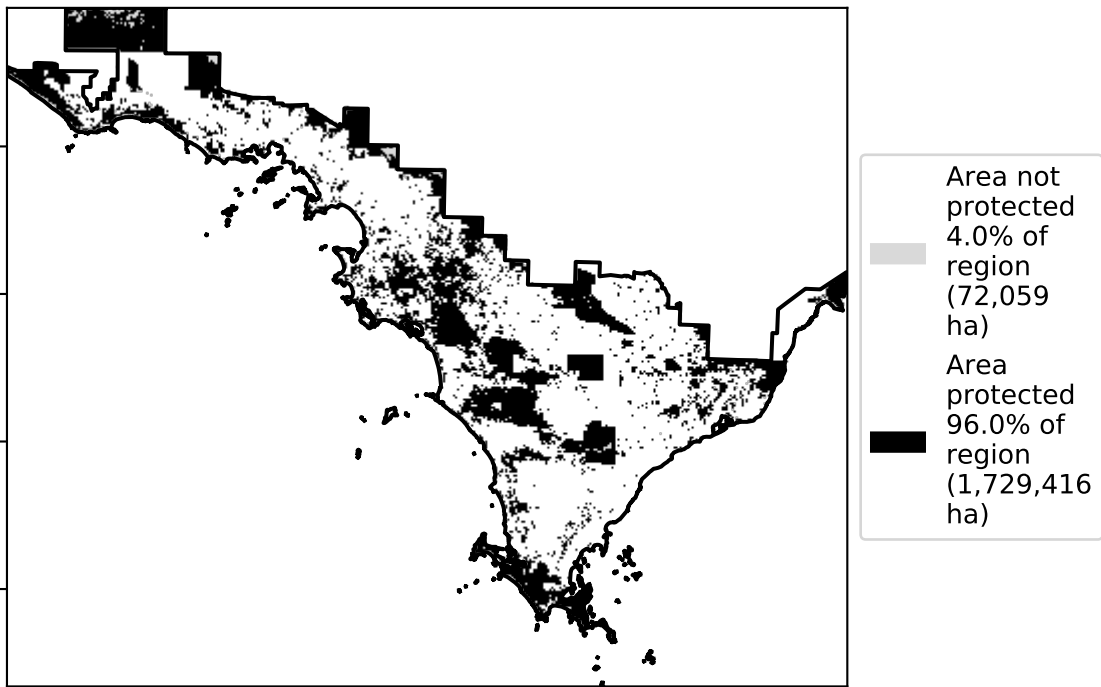 Area not
protected
4.0% of
region
(72,059
ha)
Area
protected
96.0% of
region
(1,729,416
ha)